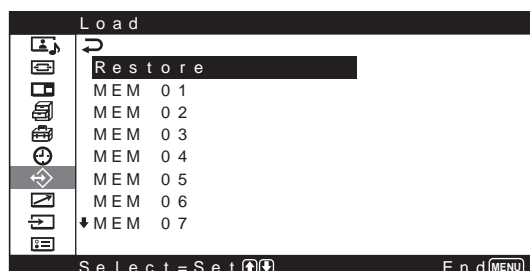 Load
Restore
MEM 01
MEM 02
MEM 03
MEM 04
MEM 05
MEM 06
MEM 07
Select=Set End MENU